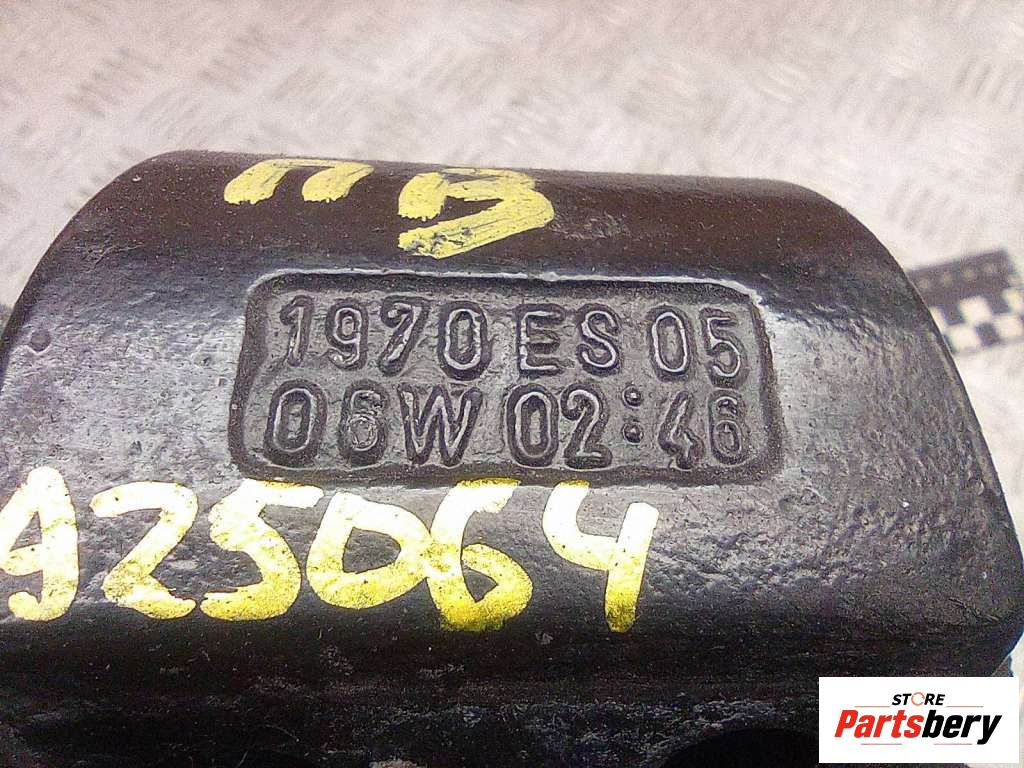 ПВ
1970 ES 05
06W 02:46
925064
STORE
Partsbery